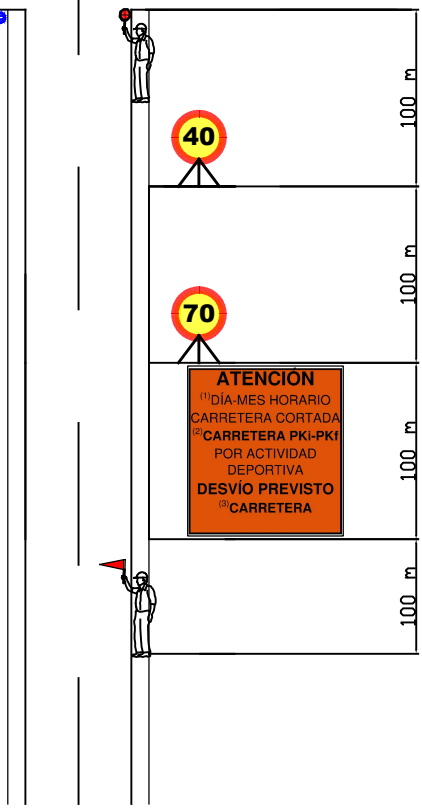 100 m
40
100 m
70
100 m
ATENCIÓN
(1)DÍA-MES HORARIO
CARRETERA CORTADA
(2)CARRETERA PKi-PKf
POR ACTIVIDAD
DEPORTIVA
DESVÍO PREVISTO
(3)CARRETERA
100 m